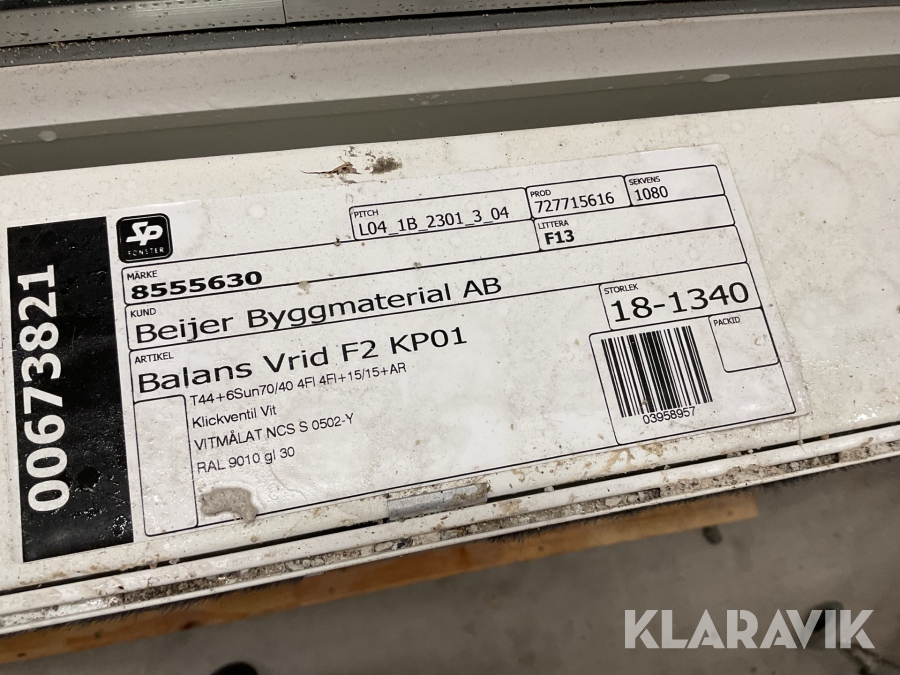 00673821
SP
FÖNSTER
PITCH
L04_1B_2301_3_04
PROD
727715616
SEKVENS
1080
LITTERA
F13
MÄRKE
8555630
KUND
Beijer Byggmaterial AB
STORLEK
18-1340
ARTIKEL
Balans Vrid F2 KP01
PACKID
T44+6Sun70/40 4FI 4FI+15/15+AR
Klickventil Vit
VITMÅLAT NCS S 0502-Y
RAL 9010 gl 30
03958957
KLARAVIK